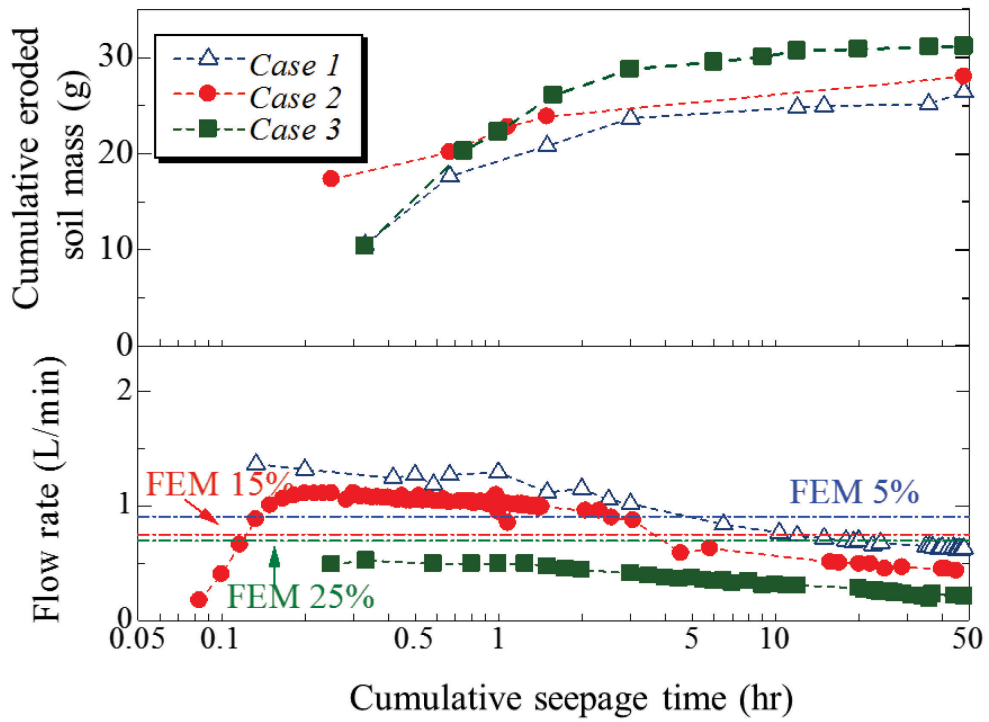 Cumulative eroded
soil mass (g)
30
20
10
0
Case 1
Case 2
Case 3
Flow rate (L/min)
2
1
0
FEM 15%
FEM 5%
FEM 25%
0.05 0.1 0.5 1 5 10 50
Cumulative seepage time (hr)